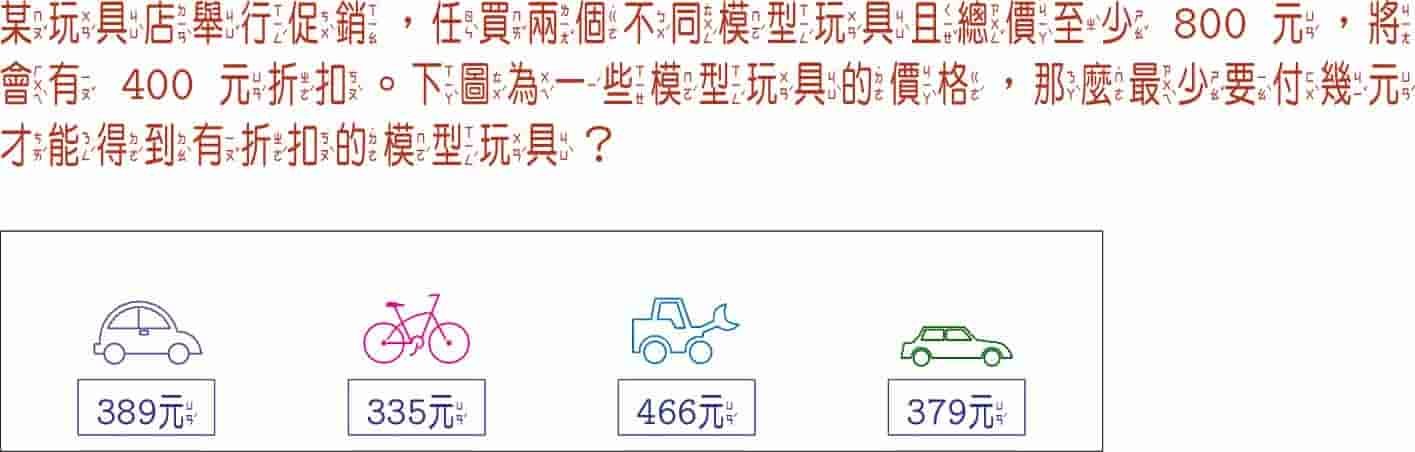 某玩具店舉行促銷，任買兩個不同模型玩具且總價至少 800 元，將
會有 400 元折扣。下圖為一些模型玩具的價格，那麼最少要付幾元
才能得到有折扣的模型玩具？
389元 335元 466元 379元